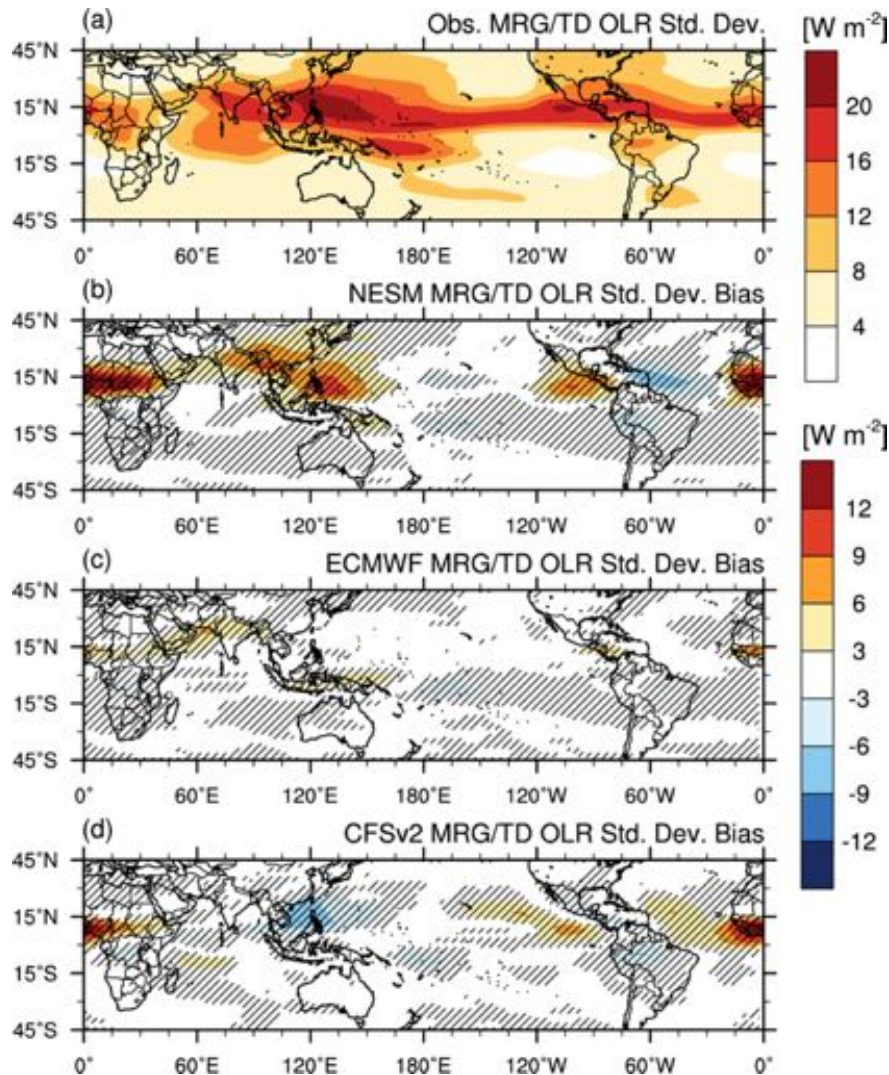 (a) Obs. MRG/TD OLR Std. Dev. [W m-2]
45˚N
15˚N
15˚S
45˚S
0˚ 60˚E 120˚E 180˚ 120˚W 60˚W 0˚
20
16
12
8
4
(b) NESM MRG/TD OLR Std. Dev. Bias
45˚N
15˚N
15˚S
45˚S
0˚ 60˚E 120˚E 180˚ 120˚W 60˚W 0˚
[W m-2]
12
9
6
3
-3
-6
-9
-12
(c) ECMWF MRG/TD OLR Std. Dev. Bias
45˚N
15˚N
15˚S
45˚S
0˚ 60˚E 120˚E 180˚ 120˚W 60˚W 0˚
(d) CFSv2 MRG/TD OLR Std. Dev. Bias
45˚N
15˚N
15˚S
45˚S
0˚ 60˚E 120˚E 180˚ 120˚W 60˚W 0˚